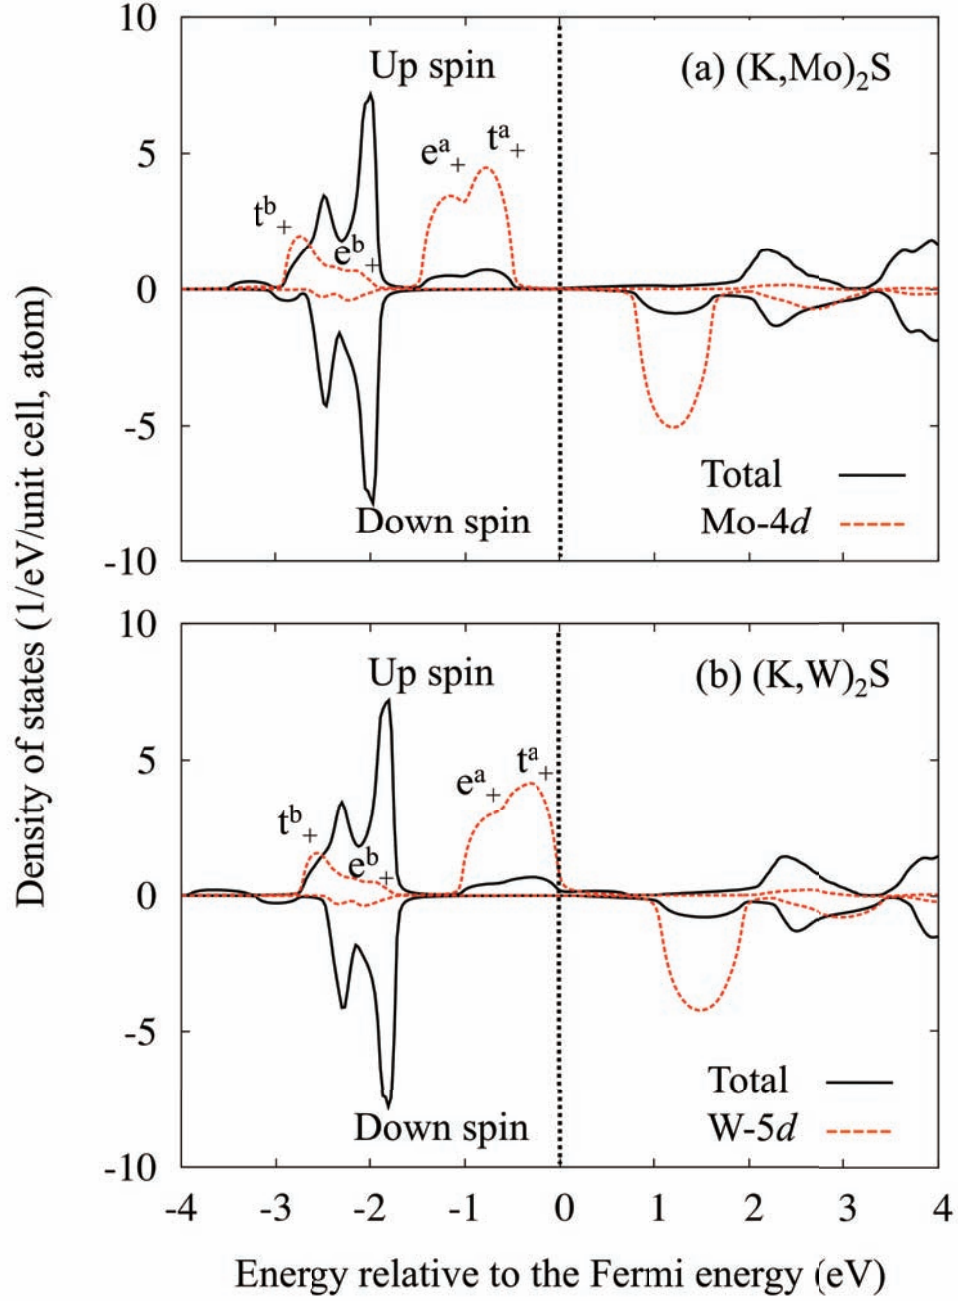 Density of states (1/eV/unit cell, atom)
10
5
0
-5
-10
Up spin
(a) (K,Mo)₂S
tᵇ₊
eᵇ₊
eᵃ₊
tᵃ₊
Down spin
Total
Mo-4d
10
5
0
-5
-10
Up spin
(b) (K,W)₂S
tᵇ₊
eᵇ₊
eᵃ₊
tᵃ₊
Down spin
Total
W-5d
-4 -3 -2 -1 0 1 2 3 4
Energy relative to the Fermi energy (eV)